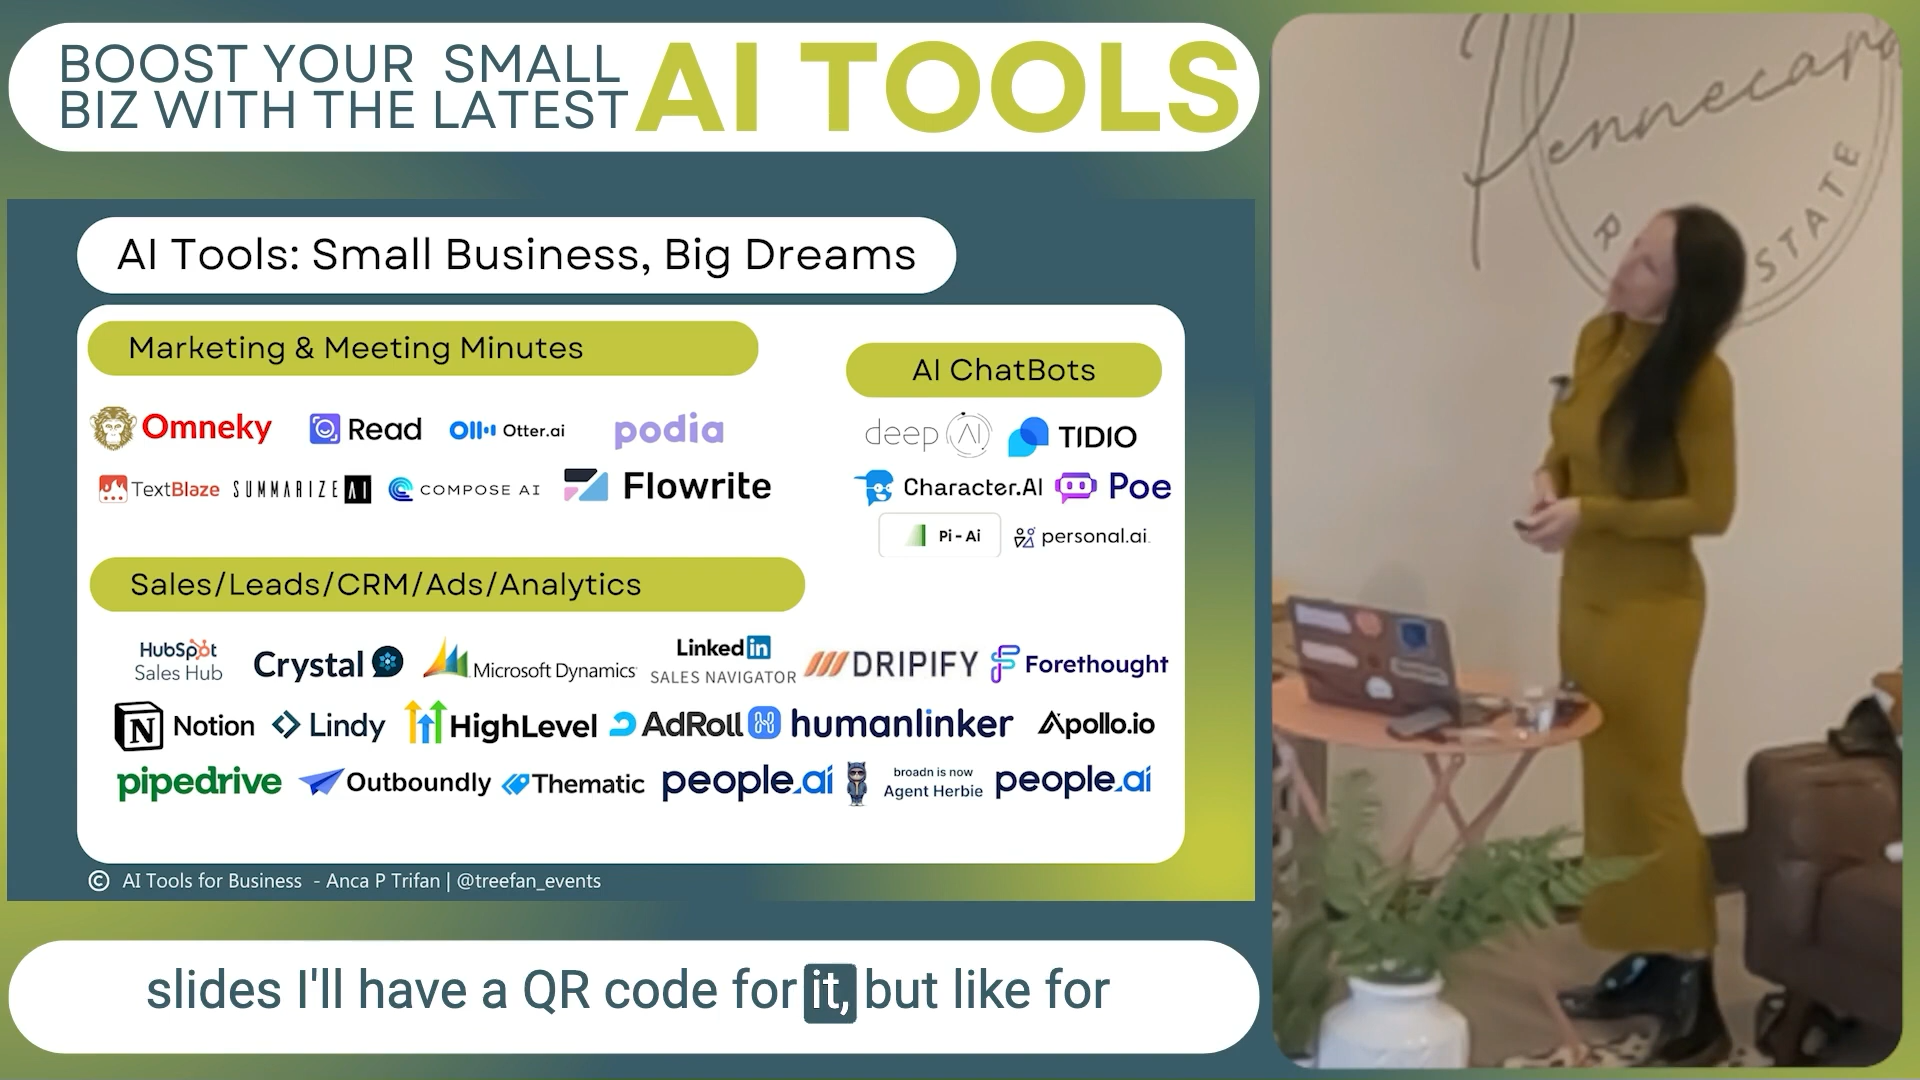 BOOST YOUR SMALL
BIZ WITH THE LATEST
AI TOOLS
AI Tools: Small Business, Big Dreams
Marketing & Meeting Minutes
Omneky Read Otter.ai podia
TextBlaze SUMMARIZE AI COMPOSE AI Flowrite
AI ChatBots
deep AI TIDIO
Character.AI Poe
Pi - Ai personal.ai
Sales/Leads/CRM/Ads/Analytics
HubSpot
Sales Hub
Crystal
Microsoft Dynamics
Linked in
SALES NAVIGATOR
DRIPIFY
Forethought
Notion Lindy HighLevel AdRoll humanlinker Apollo.io
pipedrive Outboundly Thematic people.ai
broadn is now
Agent Herbie
people.ai
© AI Tools for Business - Anca P Trifan | @treefan_events
slides I'll have a QR code for it, but like for
Pennecard
STATE